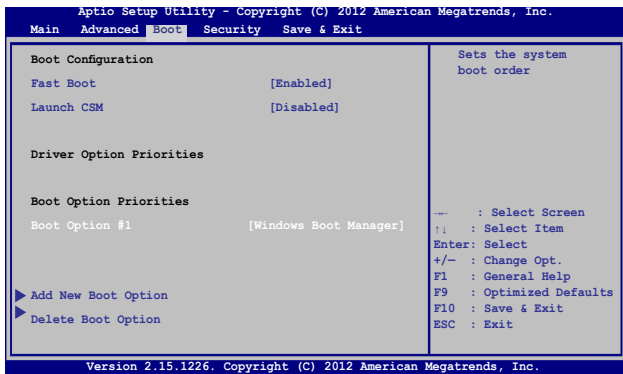 Aptio Setup Utility - Copyright (C) 2012 American Megatrends, Inc.
Main Advanced Boot Security Save & Exit
Boot Configuration
Fast Boot [Enabled]
Launch CSM [Disabled]
Driver Option Priorities
Boot Option Priorities
Boot Option #1 [Windows Boot Manager]
Add New Boot Option
Delete Boot Option
Sets the system
boot order
→← : Select Screen
↑↓ : Select Item
Enter: Select
+/— : Change Opt.
F1 : General Help
F9 : Optimized Defaults
F10 : Save & Exit
ESC : Exit
Version 2.15.1226. Copyright (C) 2012 American Megatrends, Inc.